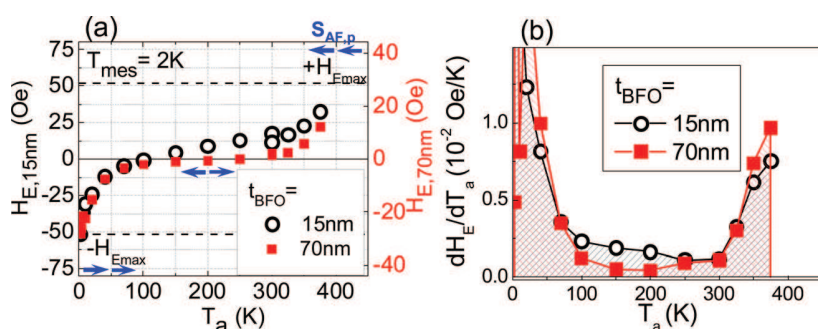 (a)
S_AF,p
75
50
25
0
-25
-50
-75
H_E,15nm (Oe)
T_mes = 2K
+H_Emax
-H_Emax
t_BFO=
15nm
70nm
40
20
0
-20
-40
H_E,70nm (Oe)
0 100 200 300 400
T_a (K)
(b)
1.0
0.5
0.0
dH_E/dT_a (10^-2 Oe/K)
t_BFO=
15nm
70nm
0 100 200 300 400
T_a (K)